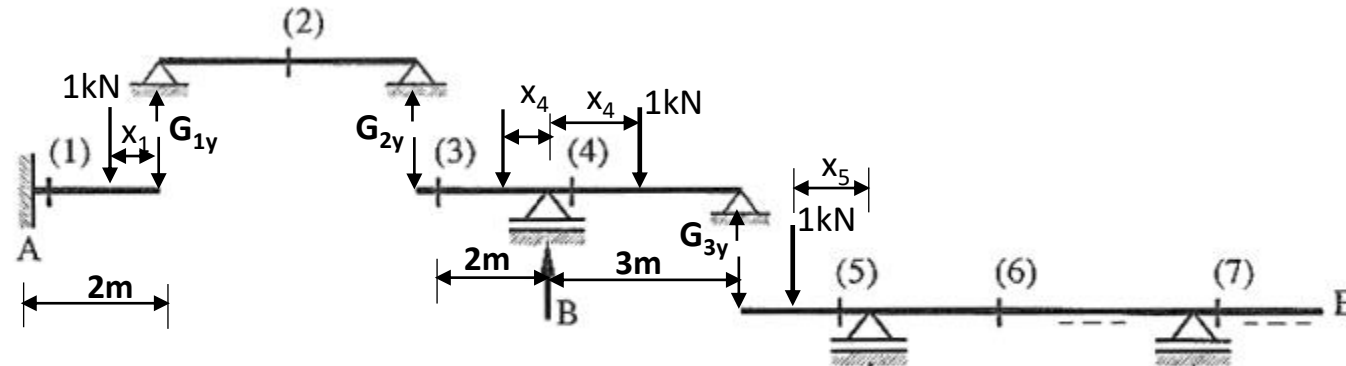 (2)
1kN
x₁
G₁y
G₂y
x₄
x₄
1kN
(1)
(3)
(4)
x₅
1kN
A
G₃y
2m
2m
3m
B
(5)
(6)
(7)
E